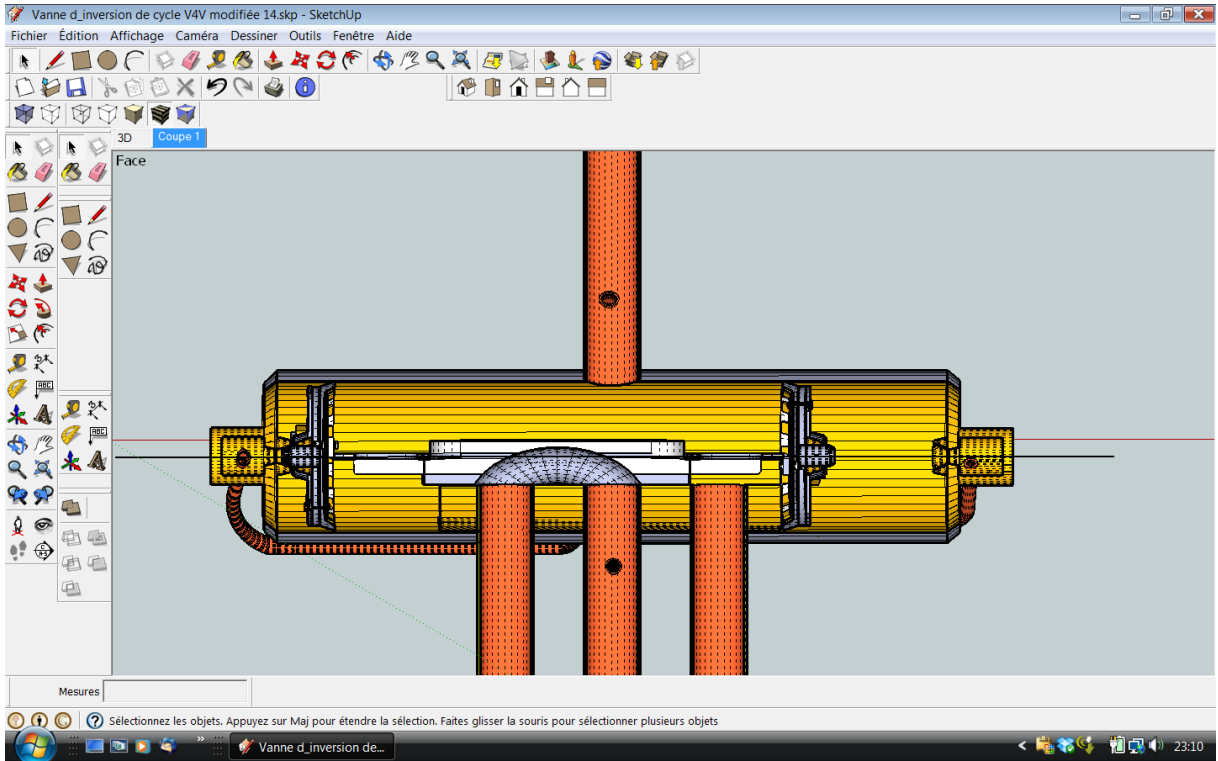 Vanne d_inversion de cycle V4V modifiée 14.skp - SketchUp
Fichier Édition Affichage Caméra Dessiner Outils Fenêtre Aide
3D Coupe 1
Face
ABC
ABC
Mesures
Sélectionnez les objets. Appuyez sur Maj pour étendre la sélection. Faites glisser la souris pour sélectionner plusieurs objets
Vanne d_inversion de...
23:10